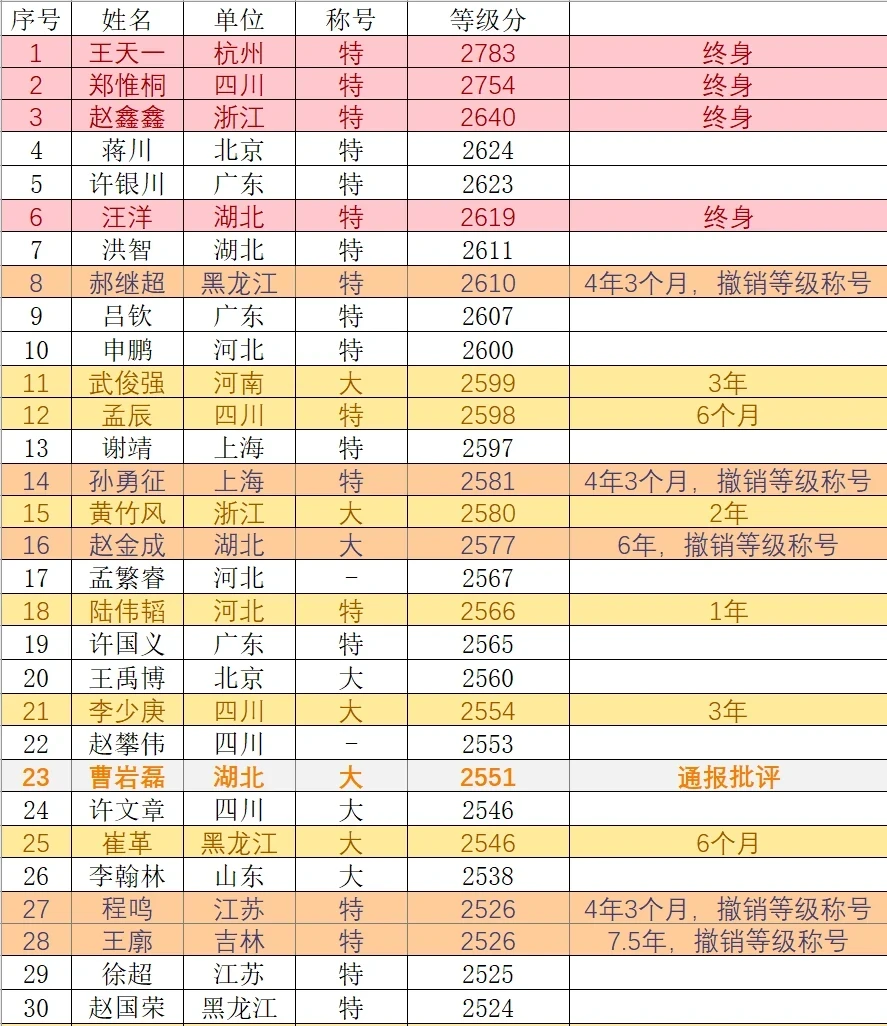 序号 姓名 单位 称号 等级分
1 王天一 杭州 特 2783 终身
2 郑惟桐 四川 特 2754 终身
3 赵鑫鑫 浙江 特 2640 终身
4 蒋川 北京 特 2624
5 许银川 广东 特 2623
6 汪洋 湖北 特 2619 终身
7 洪智 湖北 特 2611
8 郝继超 黑龙江 特 2610 4年3个月，撤销等级称号
9 吕钦 广东 特 2607
10 申鹏 河北 特 2600
11 武俊强 河南 大 2599 3年
12 孟辰 四川 特 2598 6个月
13 谢靖 上海 特 2597
14 孙勇征 上海 特 2581 4年3个月，撤销等级称号
15 黄竹风 浙江 大 2580 2年
16 赵金成 湖北 大 2577 6年，撤销等级称号
17 孟繁睿 河北 - 2567
18 陆伟韬 河北 特 2566 1年
19 许国义 广东 特 2565
20 王禹博 北京 大 2560
21 李少庚 四川 大 2554 3年
22 赵攀伟 四川 - 2553
23 曹岩磊 湖北 大 2551 通报批评
24 许文章 四川 大 2546
25 崔革 黑龙江 大 2546 6个月
26 李翰林 山东 大 2538
27 程鸣 江苏 特 2526 4年3个月，撤销等级称号
28 王廓 吉林 特 2526 7.5年，撤销等级称号
29 徐超 江苏 特 2525
30 赵国荣 黑龙江 特 2524